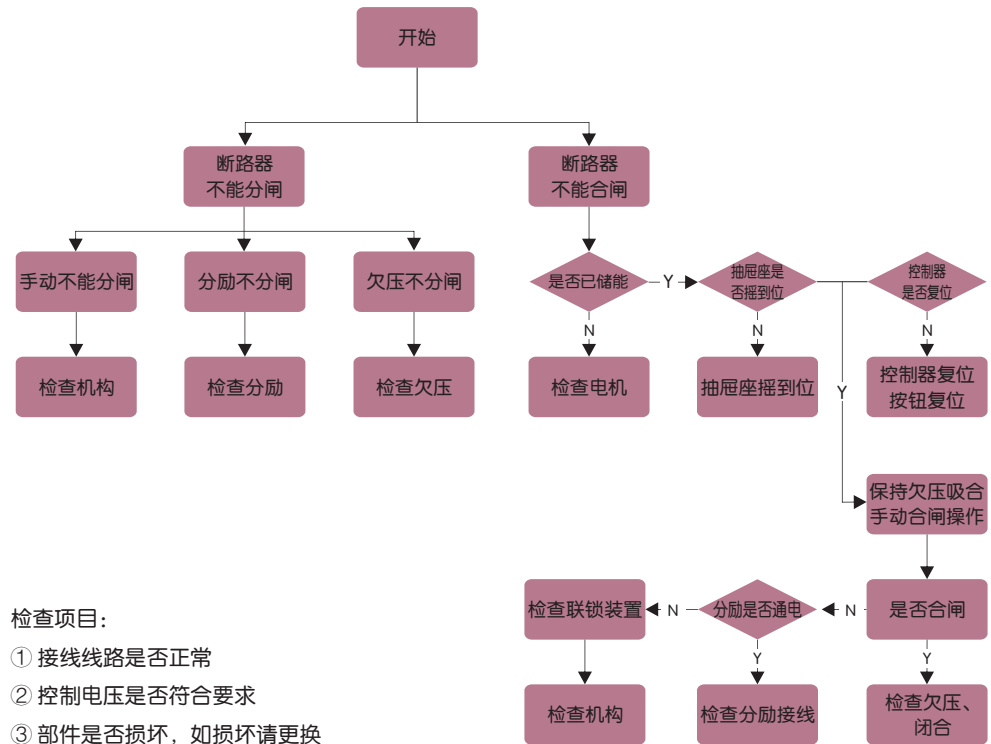 开始
断路器
不能分闸
断路器
不能合闸
手动不能分闸
分励不分闸
欠压不分闸
是否已储能
Y
抽屉座是
否摇到位
控制器
是否复位
N
N
N
检查机构
检查分励
检查欠压
检查电机
抽屉座摇到位
Y
控制器复位
按钮复位
保持欠压吸合
手动合闸操作
检查联锁装置
N
分励是否通电
N
是否合闸
Y
Y
检查机构
检查分励接线
检查欠压、
闭合
检查项目：
① 接线线路是否正常
② 控制电压是否符合要求
③ 部件是否损坏，如损坏请更换